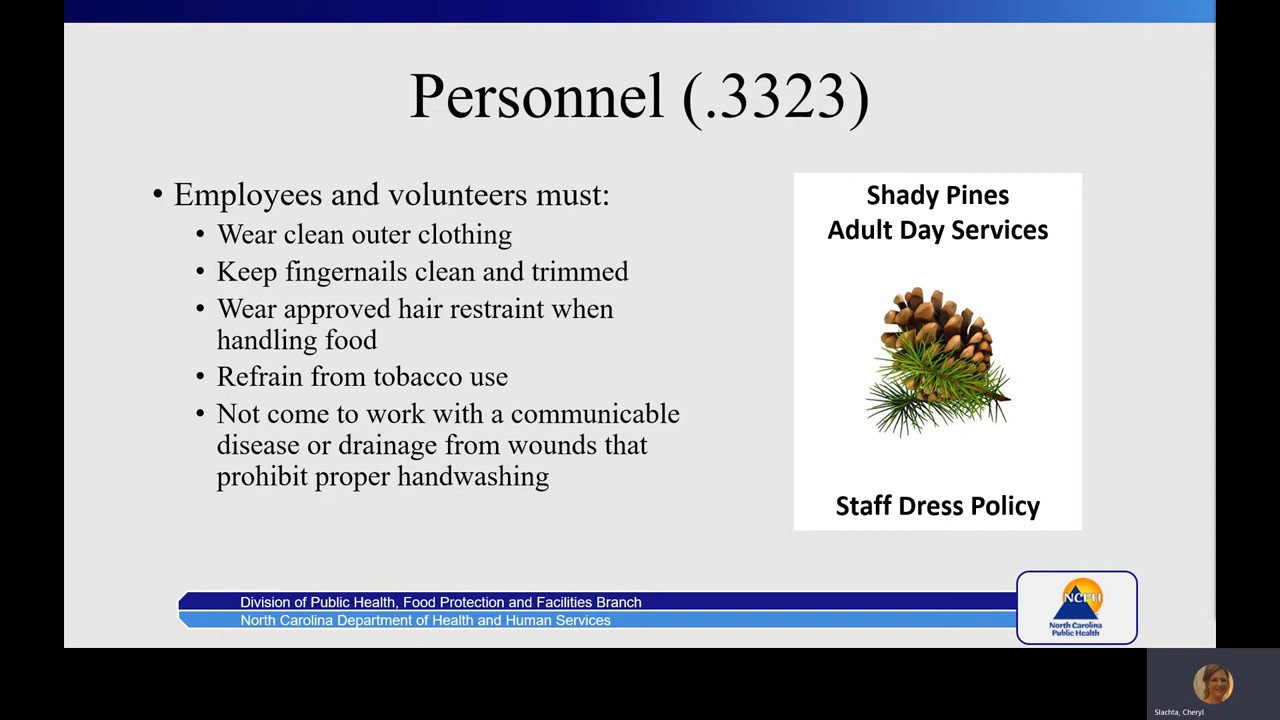 Personnel (.3323)
• Employees and volunteers must:
• Wear clean outer clothing
• Keep fingernails clean and trimmed
• Wear approved hair restraint when
handling food
• Refrain from tobacco use
• Not come to work with a communicable
disease or drainage from wounds that
prohibit proper handwashing
Shady Pines
Adult Day Services
Staff Dress Policy
Division of Public Health, Food Protection and Facilities Branch
North Carolina Department of Health and Human Services
NCPH
North Carolina
Public Health
Slachta, Cheryl